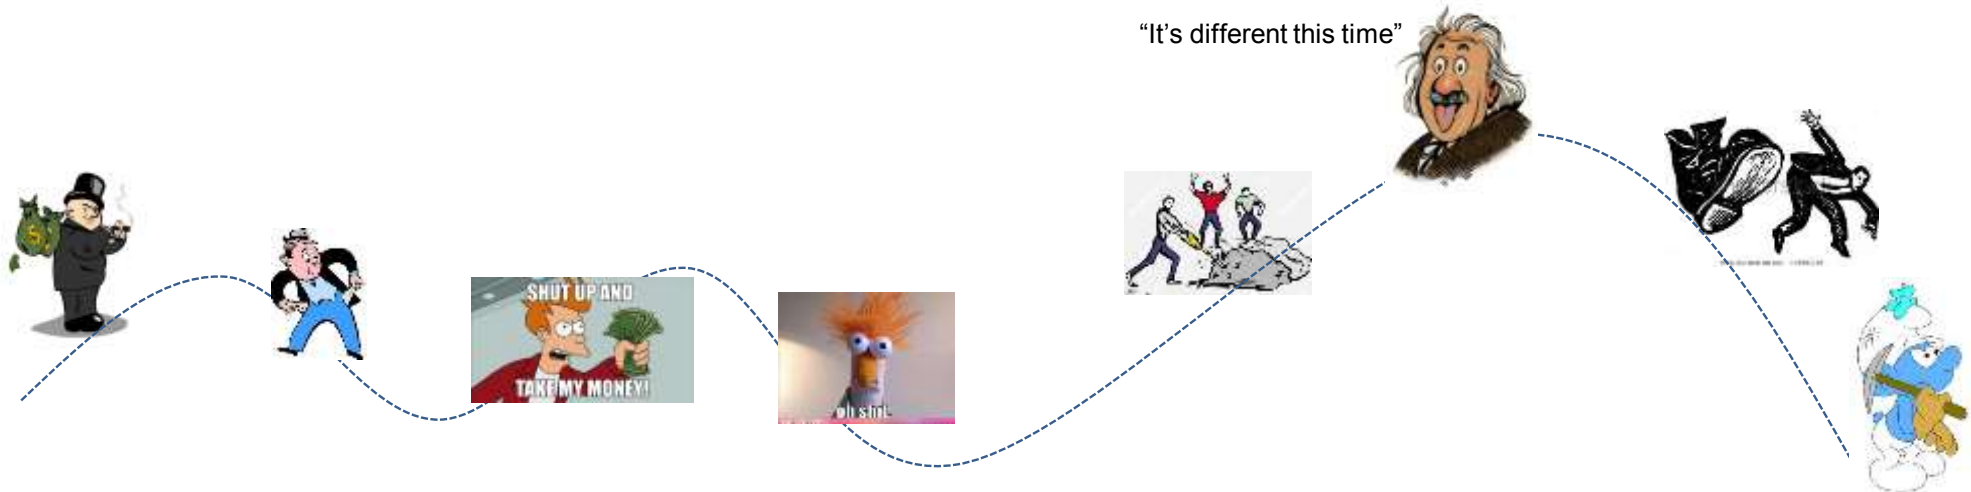 “It’s different this time”
SHUT UP AND
TAKE MY MONEY!
oh shit.